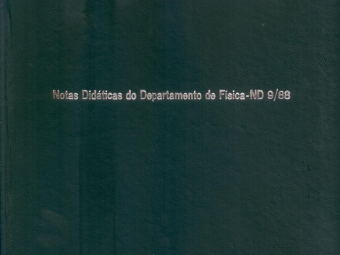 Notas Didáticas do Departamento de Física-ND 9/88